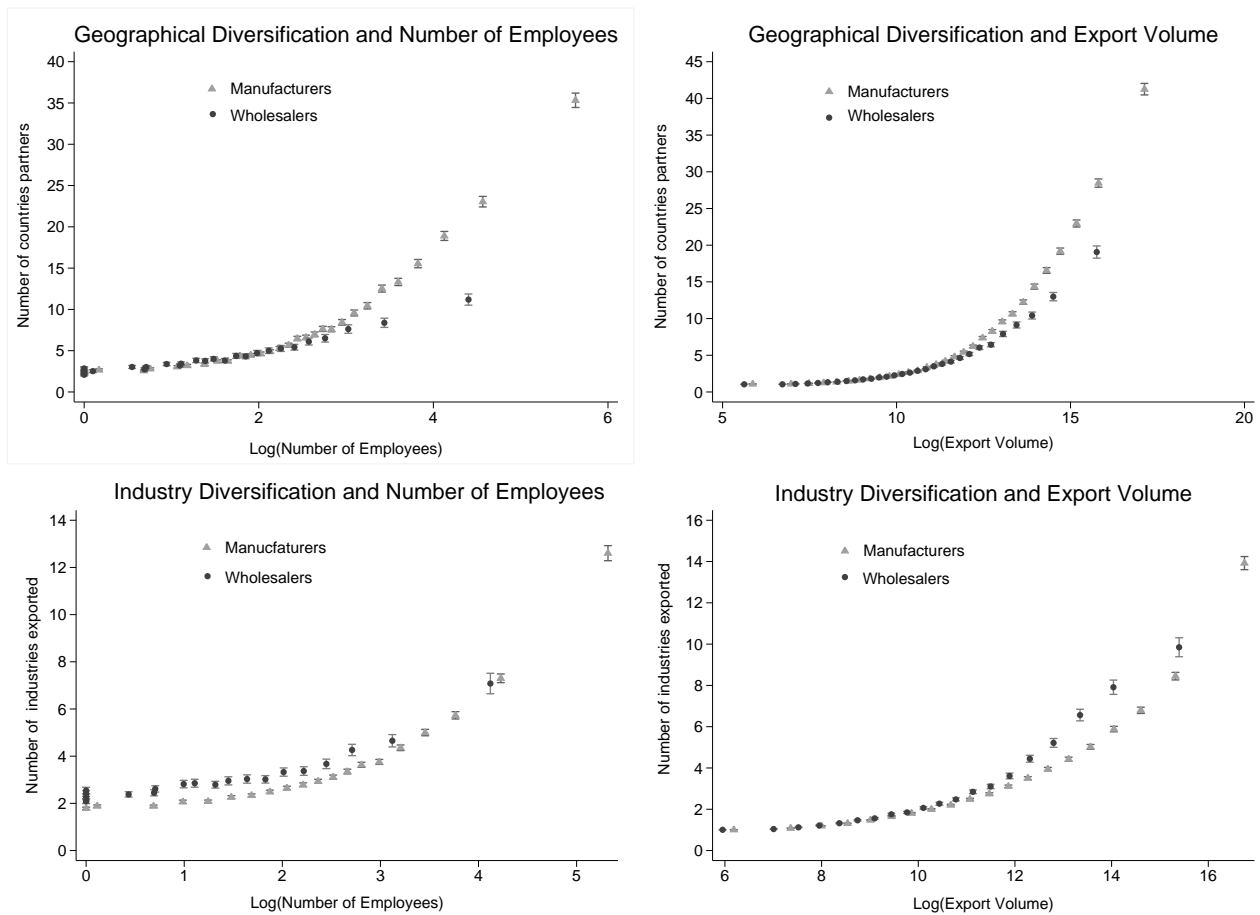 Geographical Diversification and Number of Employees
40
35
30
25
20
15
10
5
0
Number of countries partners
Manufacturers
Wholesalers
0 2 4 6
Log(Number of Employees)
Geographical Diversification and Export Volume
45
40
35
30
25
20
15
10
5
0
Number of countries partners
Manufacturers
Wholesalers
5 10 15 20
Log(Export Volume)
Industry Diversification and Number of Employees
14
12
10
8
6
4
2
0
Number of industries exported
Manucfaturers
Wholesalers
0 1 2 3 4 5
Log(Number of Employees)
Industry Diversification and Export Volume
16
14
12
10
8
6
4
2
0
Number of industries exported
Manufacturers
Wholesalers
6 8 10 12 14 16
Log(Export Volume)